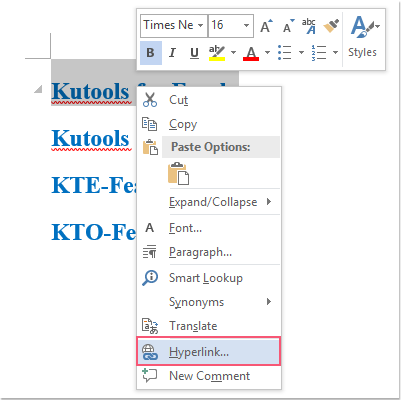 Times Ne 16 A A abc A A
B I U ab A Styles
Kutools for Excel
Cut
Kutools
Copy
Paste Options:
KTE-Fea
Expand/Collapse
KTO-Fe
A Font...
Paragraph...
Smart Lookup
Synonyms
Translate
Hyperlink...
New Comment